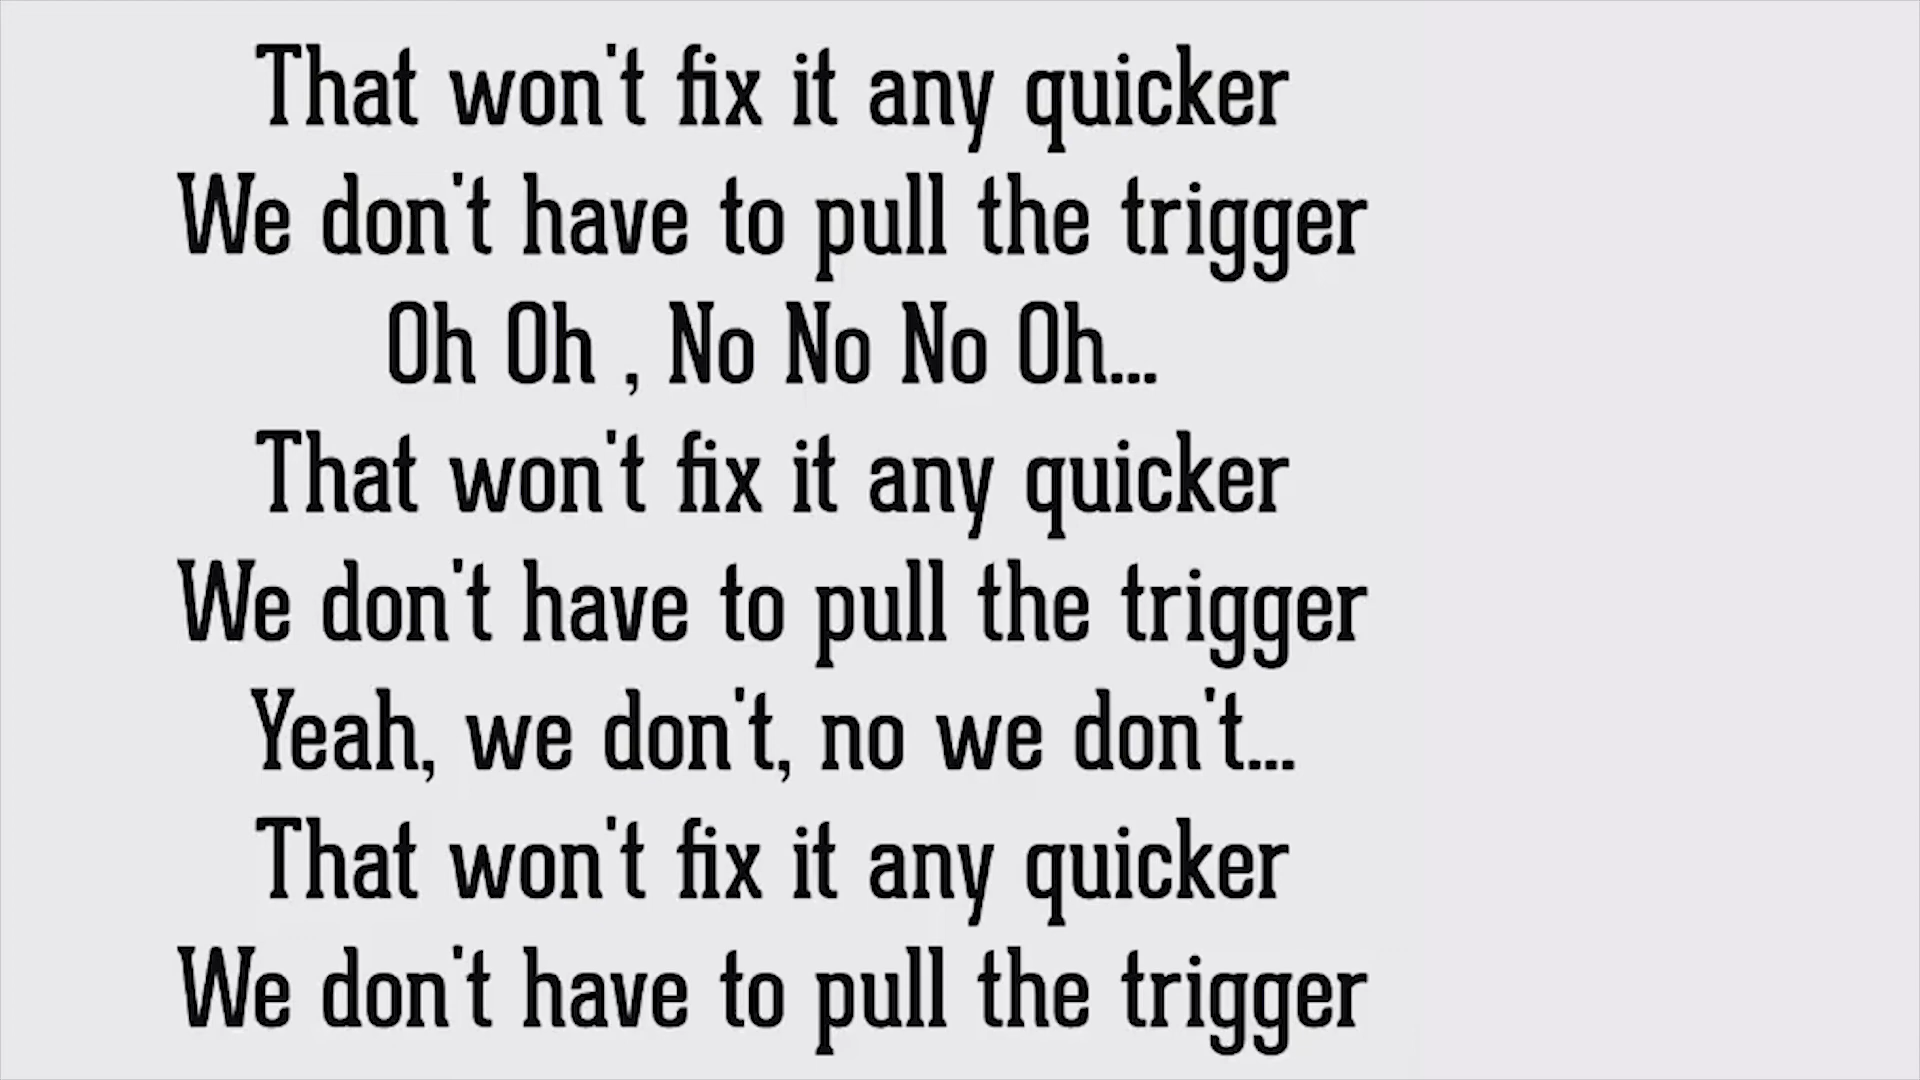 That won't fix it any quicker
We don't have to pull the trigger
Oh Oh , No No No Oh...
That won't fix it any quicker
We don't have to pull the trigger
Yeah, we don't, no we don't...
That won't fix it any quicker
We don't have to pull the trigger